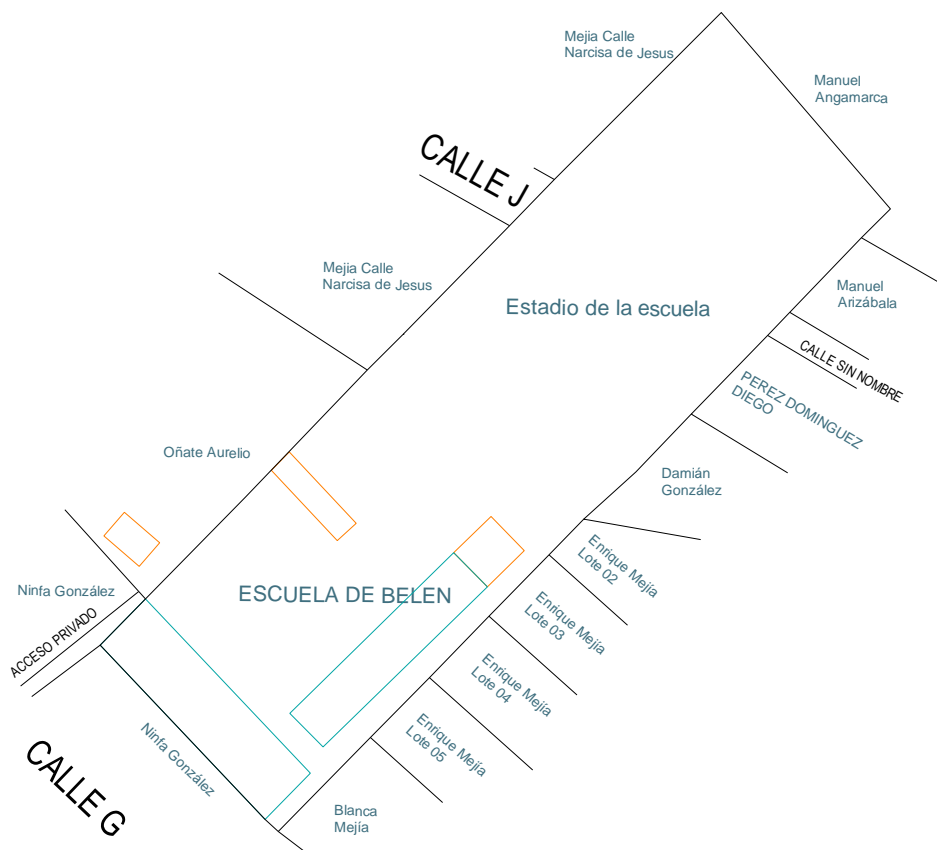 Mejia Calle
Narcisa de Jesus
Manuel
Angamarca
CALLE J
Mejia Calle
Narcisa de Jesus
Manuel
Arizábala
Estadio de la escuela
CALLE SIN NOMBRE
PEREZ DOMINGUEZ
DIEGO
Oñate Aurelio
Damián
González
Enrique Mejía
Lote 02
Ninfa González
ESCUELA DE BELEN
Enrique Mejía
Lote 03
ACCESO PRIVADO
Enrique Mejía
Lote 04
Ninfa González
Enrique Mejía
Lote 05
CALLE G
Blanca
Mejía